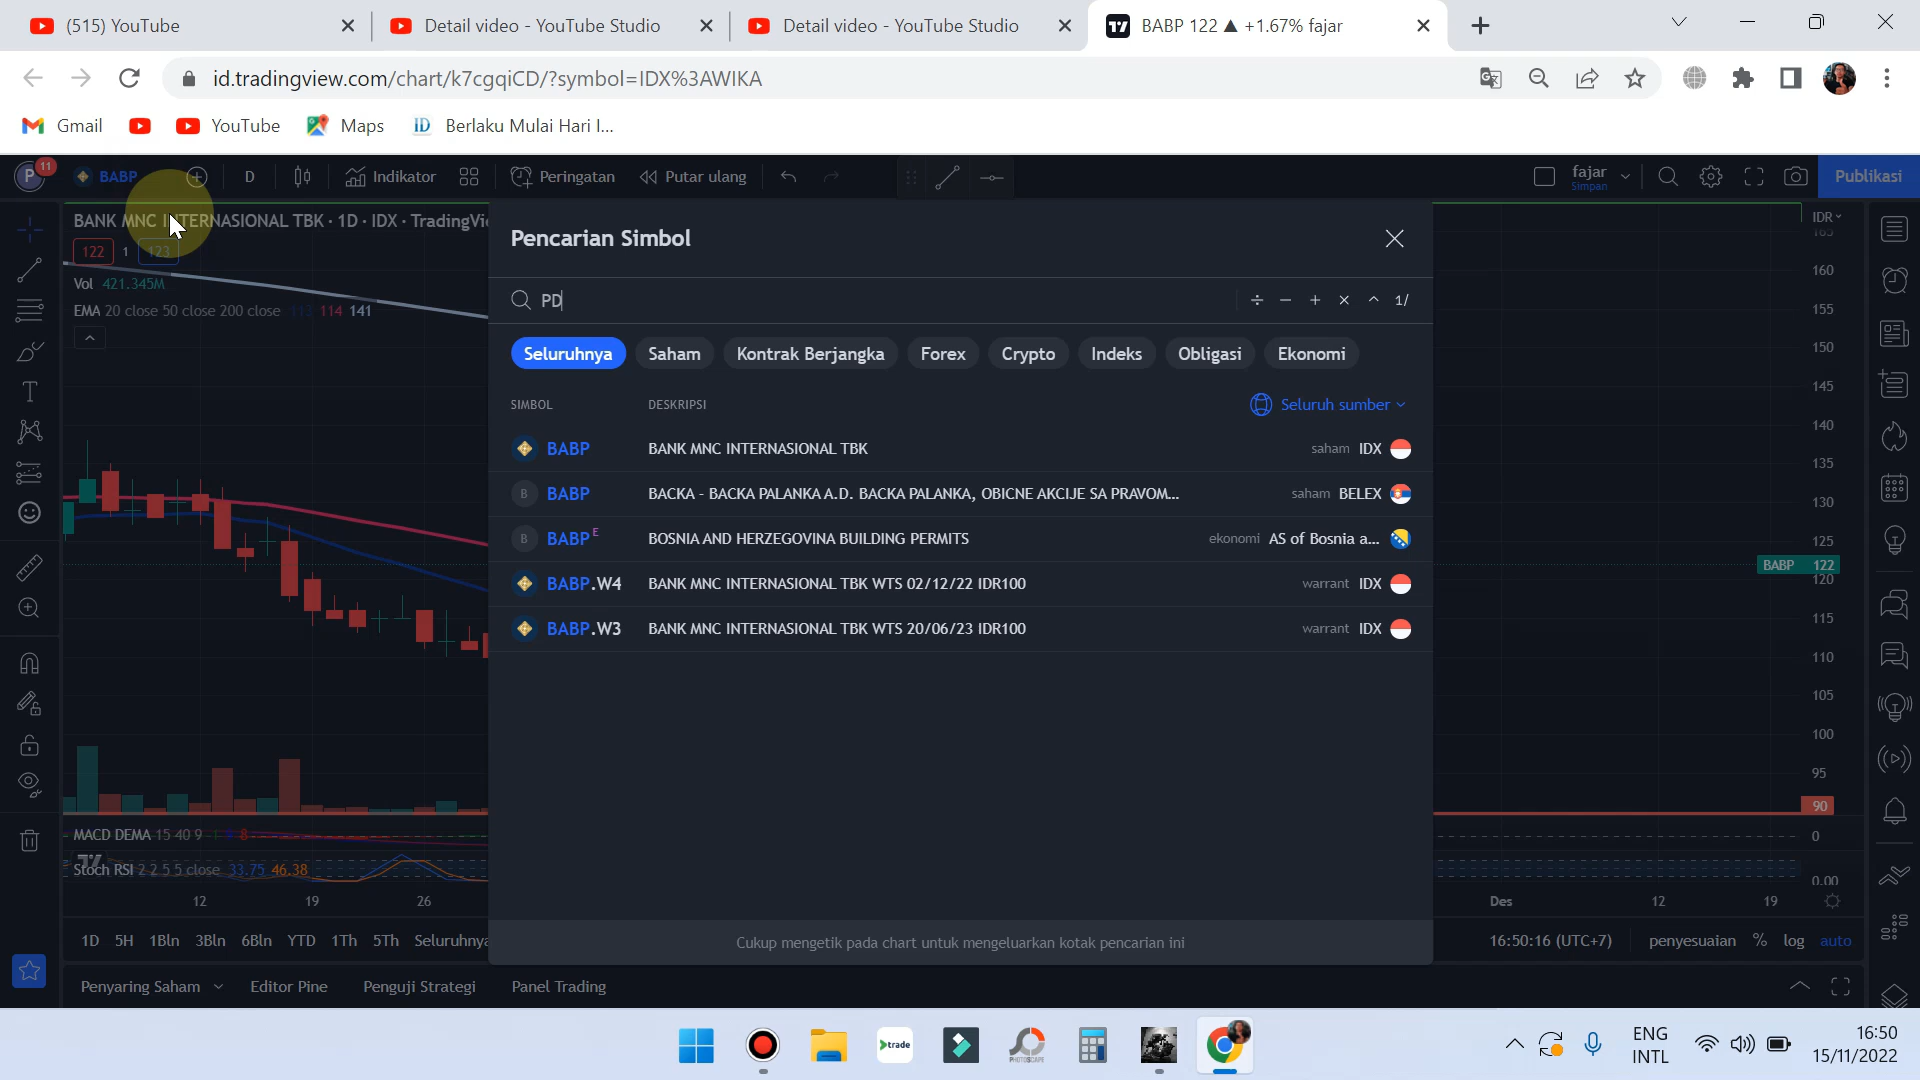 (515) YouTube
Detail video - YouTube Studio
Detail video - YouTube Studio
BABP 122 ▲ +1.67% fajar
id.tradingview.com/chart/k7cgqiCD/?symbol=IDX%3AWIKA
Gmail
YouTube
Maps
Berlaku Mulai Hari I...
P
11
BABP
D
Indikator
Peringatan
Putar ulang
fajar
Simpan
Publikasi
BANK MNC INTERNASIONAL TBK · 1D · IDX · TradingVi
122
1
123
Vol 421.345M
EMA 20 close 50 close 200 close 113 114 141
Pencarian Simbol
PD
÷ − + × ^ 1/
Seluruhnya
Saham
Kontrak Berjangka
Forex
Crypto
Indeks
Obligasi
Ekonomi
SIMBOL
DESKRIPSI
Seluruh sumber
BABP BANK MNC INTERNASIONAL TBK saham IDX
B BABP BACKA - BACKA PALANKA A.D. BACKA PALANKA, OBICNE AKCIJE SA PRAVOM... saham BELEX
B BABP E BOSNIA AND HERZEGOVINA BUILDING PERMITS ekonomi AS of Bosnia a...
BABP.W4 BANK MNC INTERNASIONAL TBK WTS 02/12/22 IDR100 warrant IDX
BABP.W3 BANK MNC INTERNASIONAL TBK WTS 20/06/23 IDR100 warrant IDX
Cukup mengetik pada chart untuk mengeluarkan kotak pencarian ini
IDR
165
160
155
150
145
140
135
130
125
BABP 122
120
115
110
105
100
95
90
0
0.00
MACD DEMA 15 40 9
8
Stoch RSI 2 2 5 5 close 33.75 46.38
12
19
26
Des
12
19
1D 5H 1Bln 3Bln 6Bln YTD 1Th 5Th Seluruhnya
16:50:16 (UTC+7)
penyesuaian % log auto
Penyaring Saham
Editor Pine
Penguji Strategi
Panel Trading
trade
PHOTOSCAPE
ENG
INTL
16:50
15/11/2022